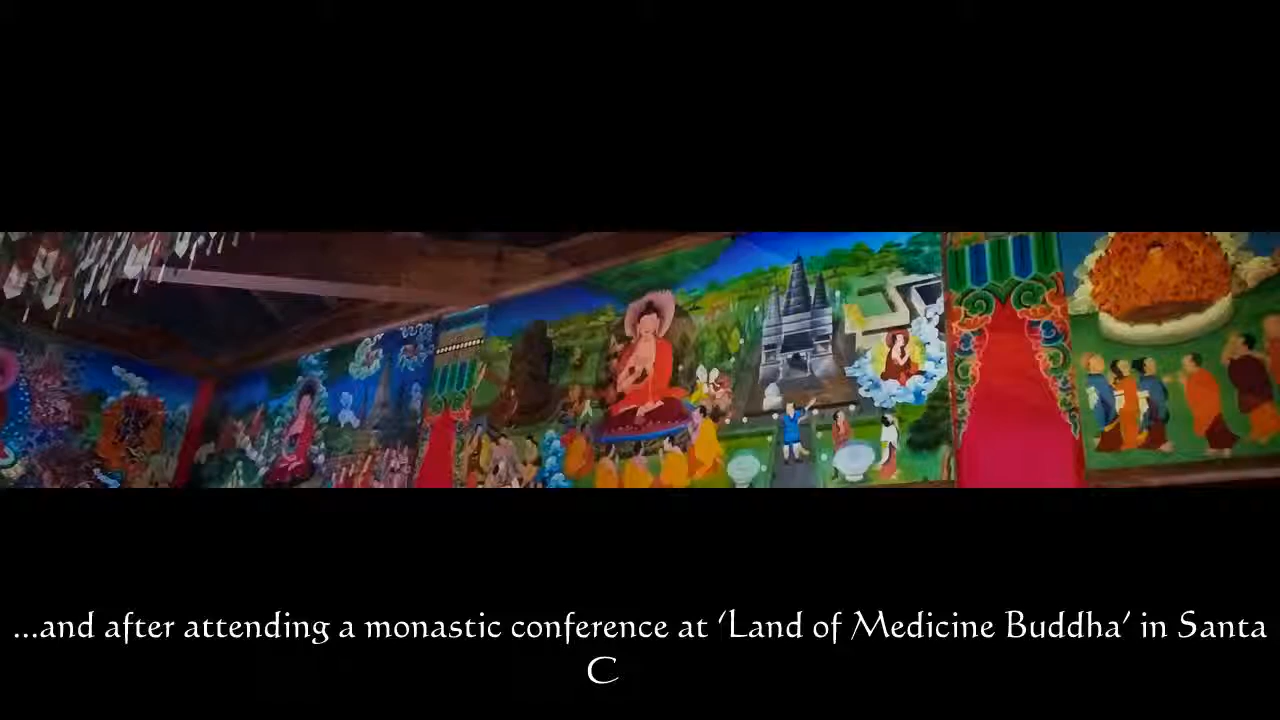 ...and after attending a monastic conference at ‘Land of Medicine Buddha’ in Santa
C